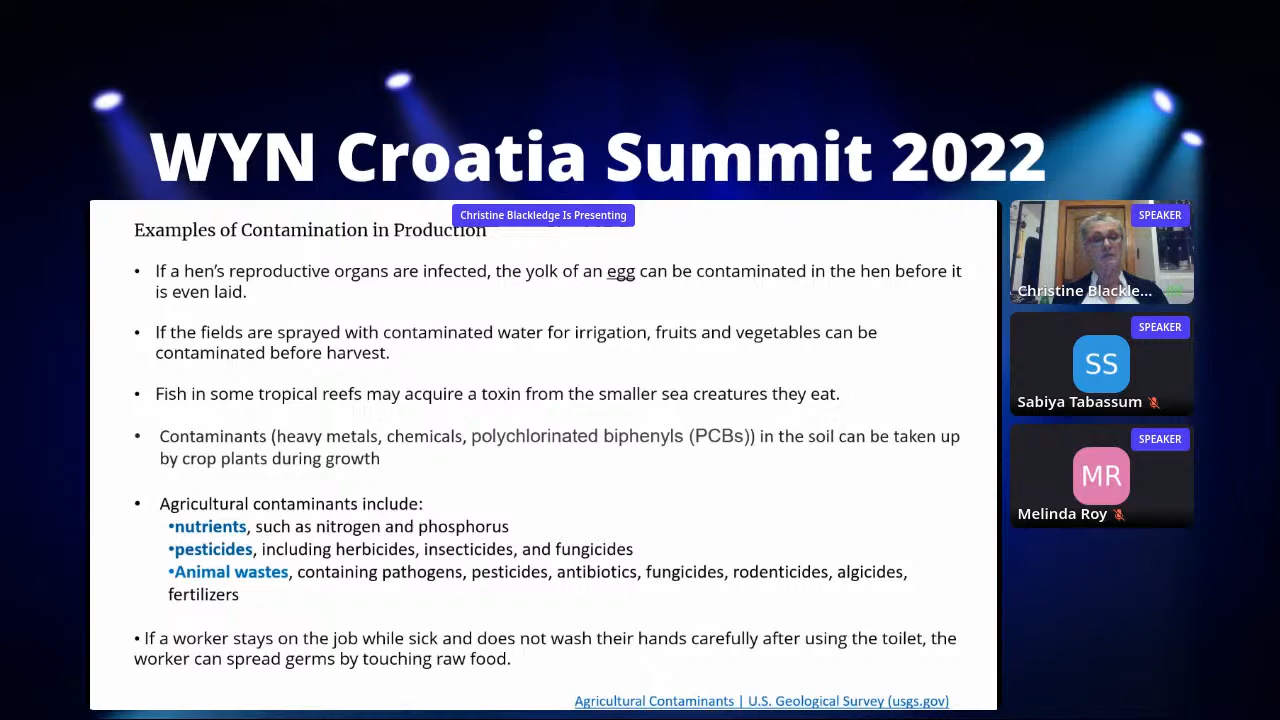 WYN Croatia Summit 2022
Christine Blackledge Is Presenting
Examples of Contamination in Production
• If a hen’s reproductive organs are infected, the yolk of an egg can be contaminated in the hen before it
is even laid.
• If the fields are sprayed with contaminated water for irrigation, fruits and vegetables can be
contaminated before harvest.
• Fish in some tropical reefs may acquire a toxin from the smaller sea creatures they eat.
• Contaminants (heavy metals, chemicals, polychlorinated biphenyls (PCBs)) in the soil can be taken up
by crop plants during growth
• Agricultural contaminants include:
•nutrients, such as nitrogen and phosphorus
•pesticides, including herbicides, insecticides, and fungicides
•Animal wastes, containing pathogens, pesticides, antibiotics, fungicides, rodenticides, algicides,
fertilizers
• If a worker stays on the job while sick and does not wash their hands carefully after using the toilet, the
worker can spread germs by touching raw food.
Agricultural Contaminants | U.S. Geological Survey (usgs.gov)
SPEAKER
Christine Blackle...
SPEAKER
SS
Sabiya Tabassum
SPEAKER
MR
Melinda Roy